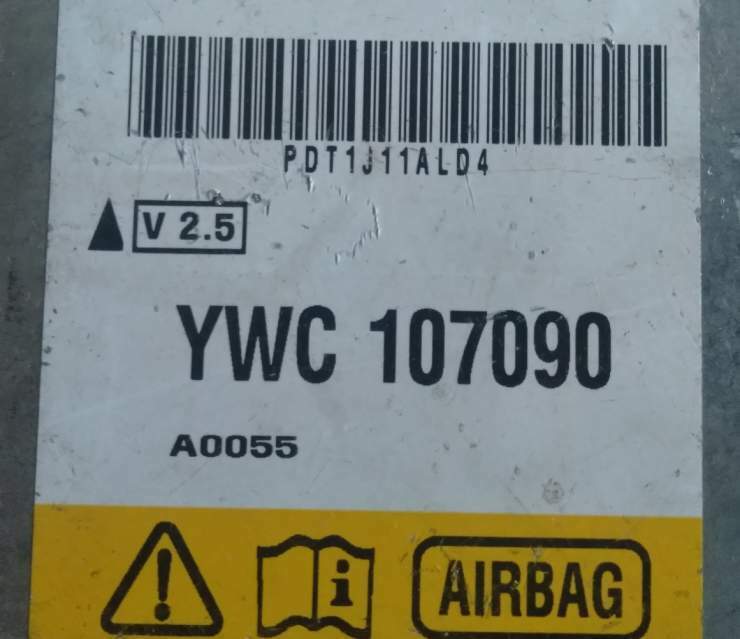 PDT1J11ALD4
V 2.5
YWC 107090
A0055
! i AIRBAG